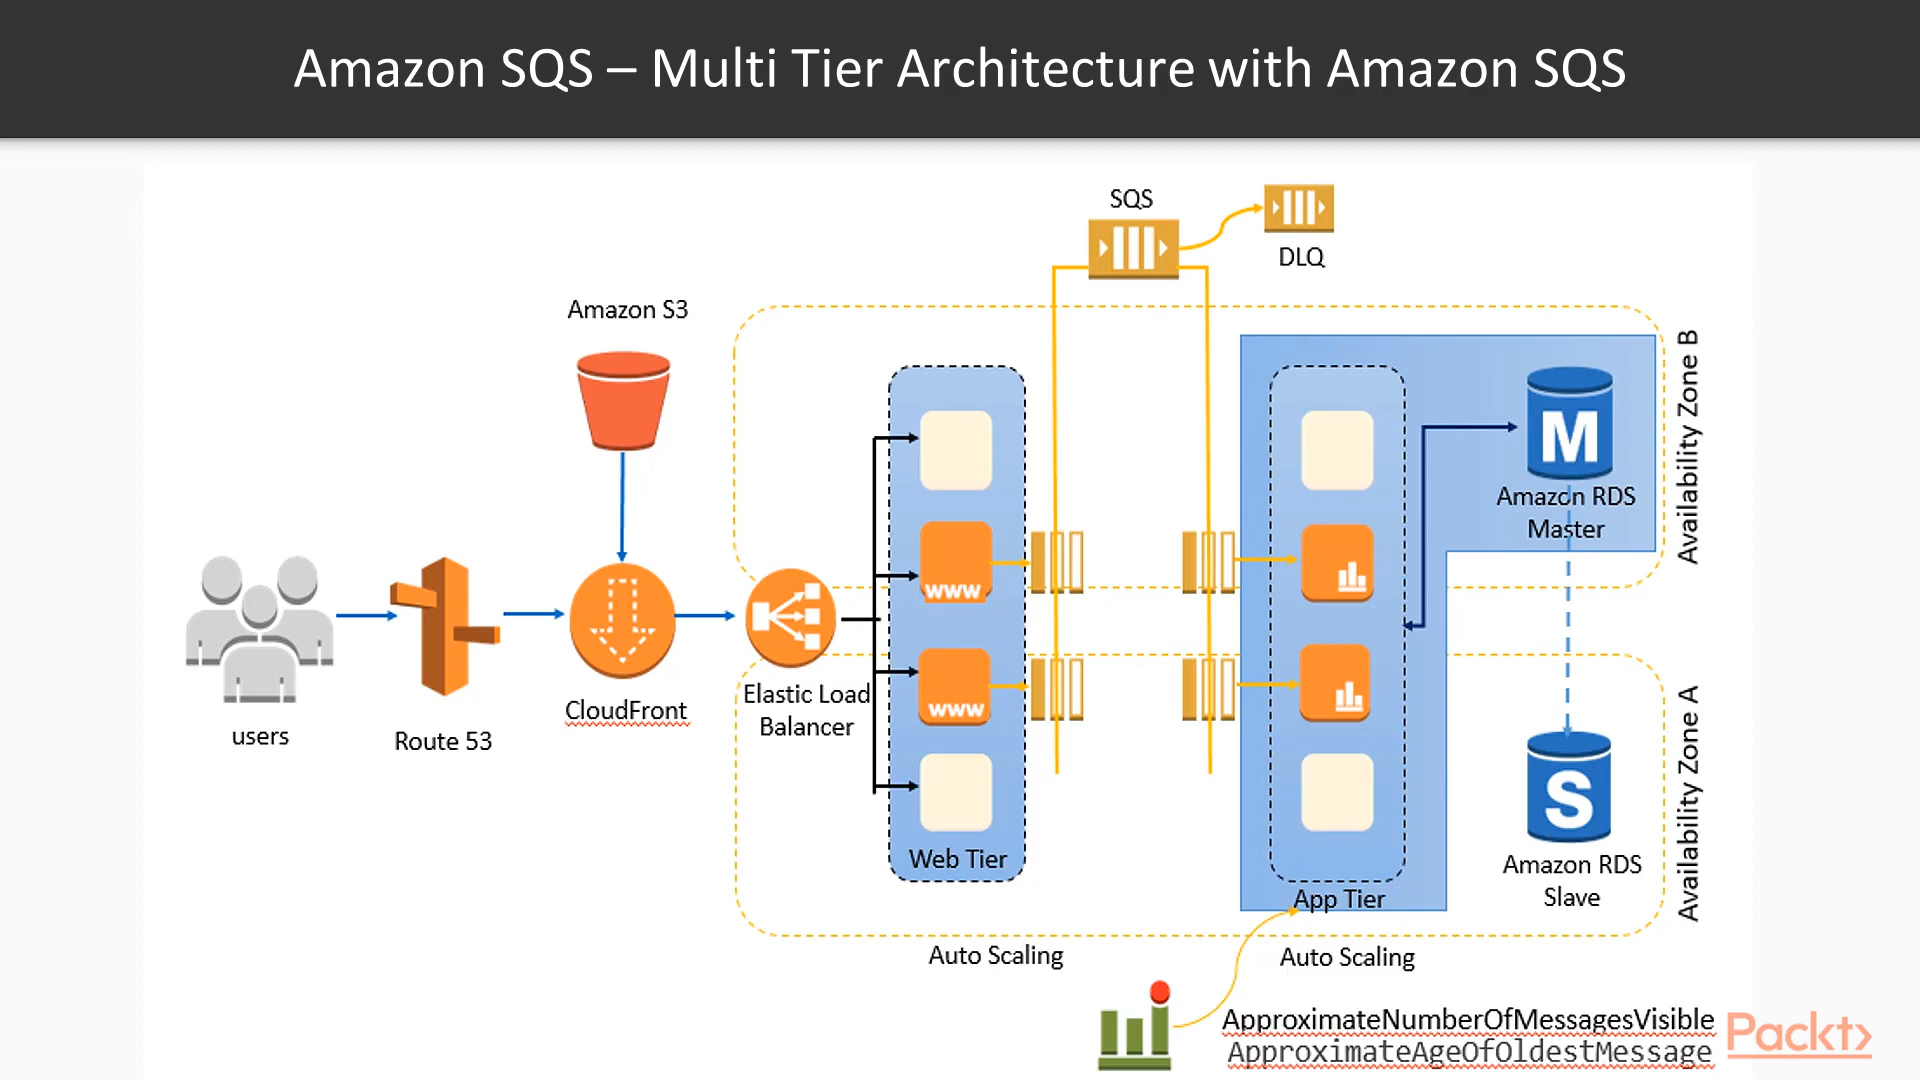 Amazon SQS – Multi Tier Architecture with Amazon SQS
SQS
DLQ
Amazon S3
Availability Zone B
M
Amazon RDS
Master
www
users
Route 53
CloudFront
Elastic Load
Balancer
www
Web Tier
App Tier
S
Amazon RDS
Slave
Availability Zone A
Auto Scaling
Auto Scaling
ApproximateNumberOfMessagesVisible
ApproximateAgeOfOldestMessage
Packt>